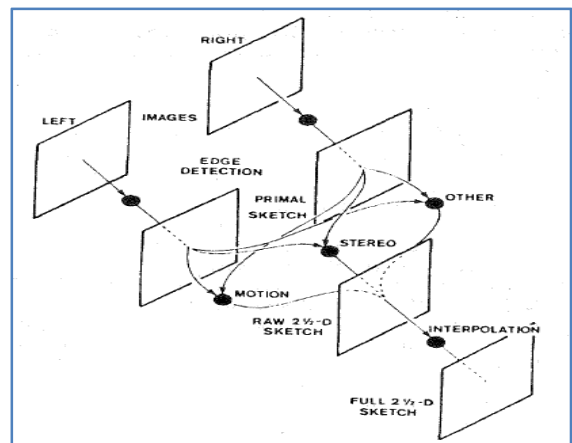 RIGHT
LEFT
IMAGES
EDGE
DETECTION
PRIMAL
SKETCH
OTHER
STEREO
MOTION
RAW 2½-D
SKETCH
INTERPOLATION
FULL 2½-D
SKETCH